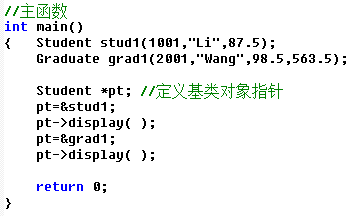 //主函数
int main()
{    Student stud1(1001,"Li",87.5);
     Graduate grad1(2001,"Wang",98.5,563.5);
     Student *pt; //定义基类对象指针
     pt=&stud1;
     pt->display( );
     pt=&grad1;
     pt->display( );
     return 0;
}